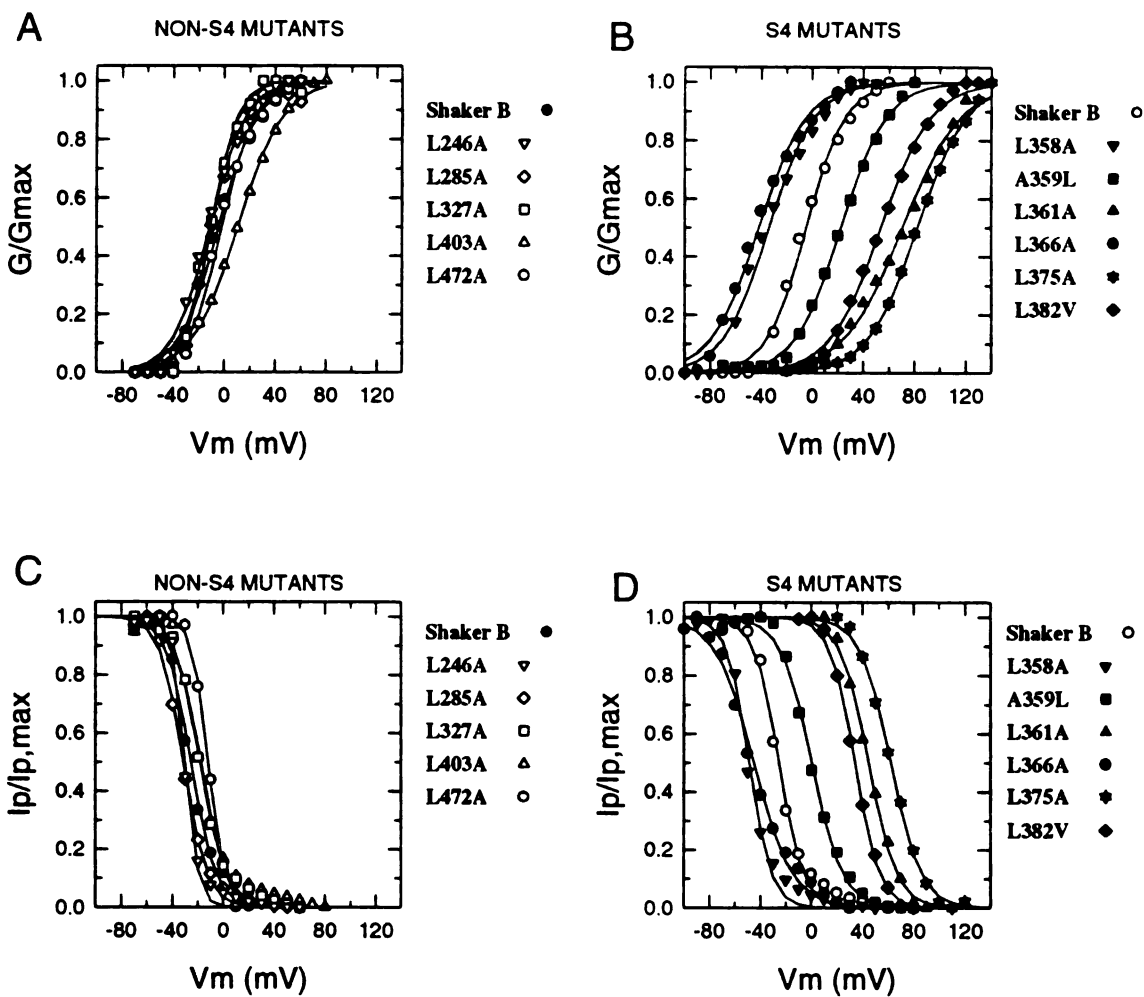 A
NON-S4 MUTANTS
G/Gmax
1.0
0.8
0.6
0.4
0.2
0.0
-80 -40 0 40 80 120
Vm (mV)
Shaker B
L246A
L285A
L327A
L403A
L472A
B
S4 MUTANTS
G/Gmax
1.0
0.8
0.6
0.4
0.2
0.0
-80 -40 0 40 80 120
Vm (mV)
Shaker B
L358A
A359L
L361A
L366A
L375A
L382V
C
NON-S4 MUTANTS
Ip/Ip,max
1.0
0.8
0.6
0.4
0.2
0.0
-80 -40 0 40 80 120
Vm (mV)
Shaker B
L246A
L285A
L327A
L403A
L472A
D
S4 MUTANTS
Ip/Ip,max
1.0
0.8
0.6
0.4
0.2
0.0
-80 -40 0 40 80 120
Vm (mV)
Shaker B
L358A
A359L
L361A
L366A
L375A
L382V